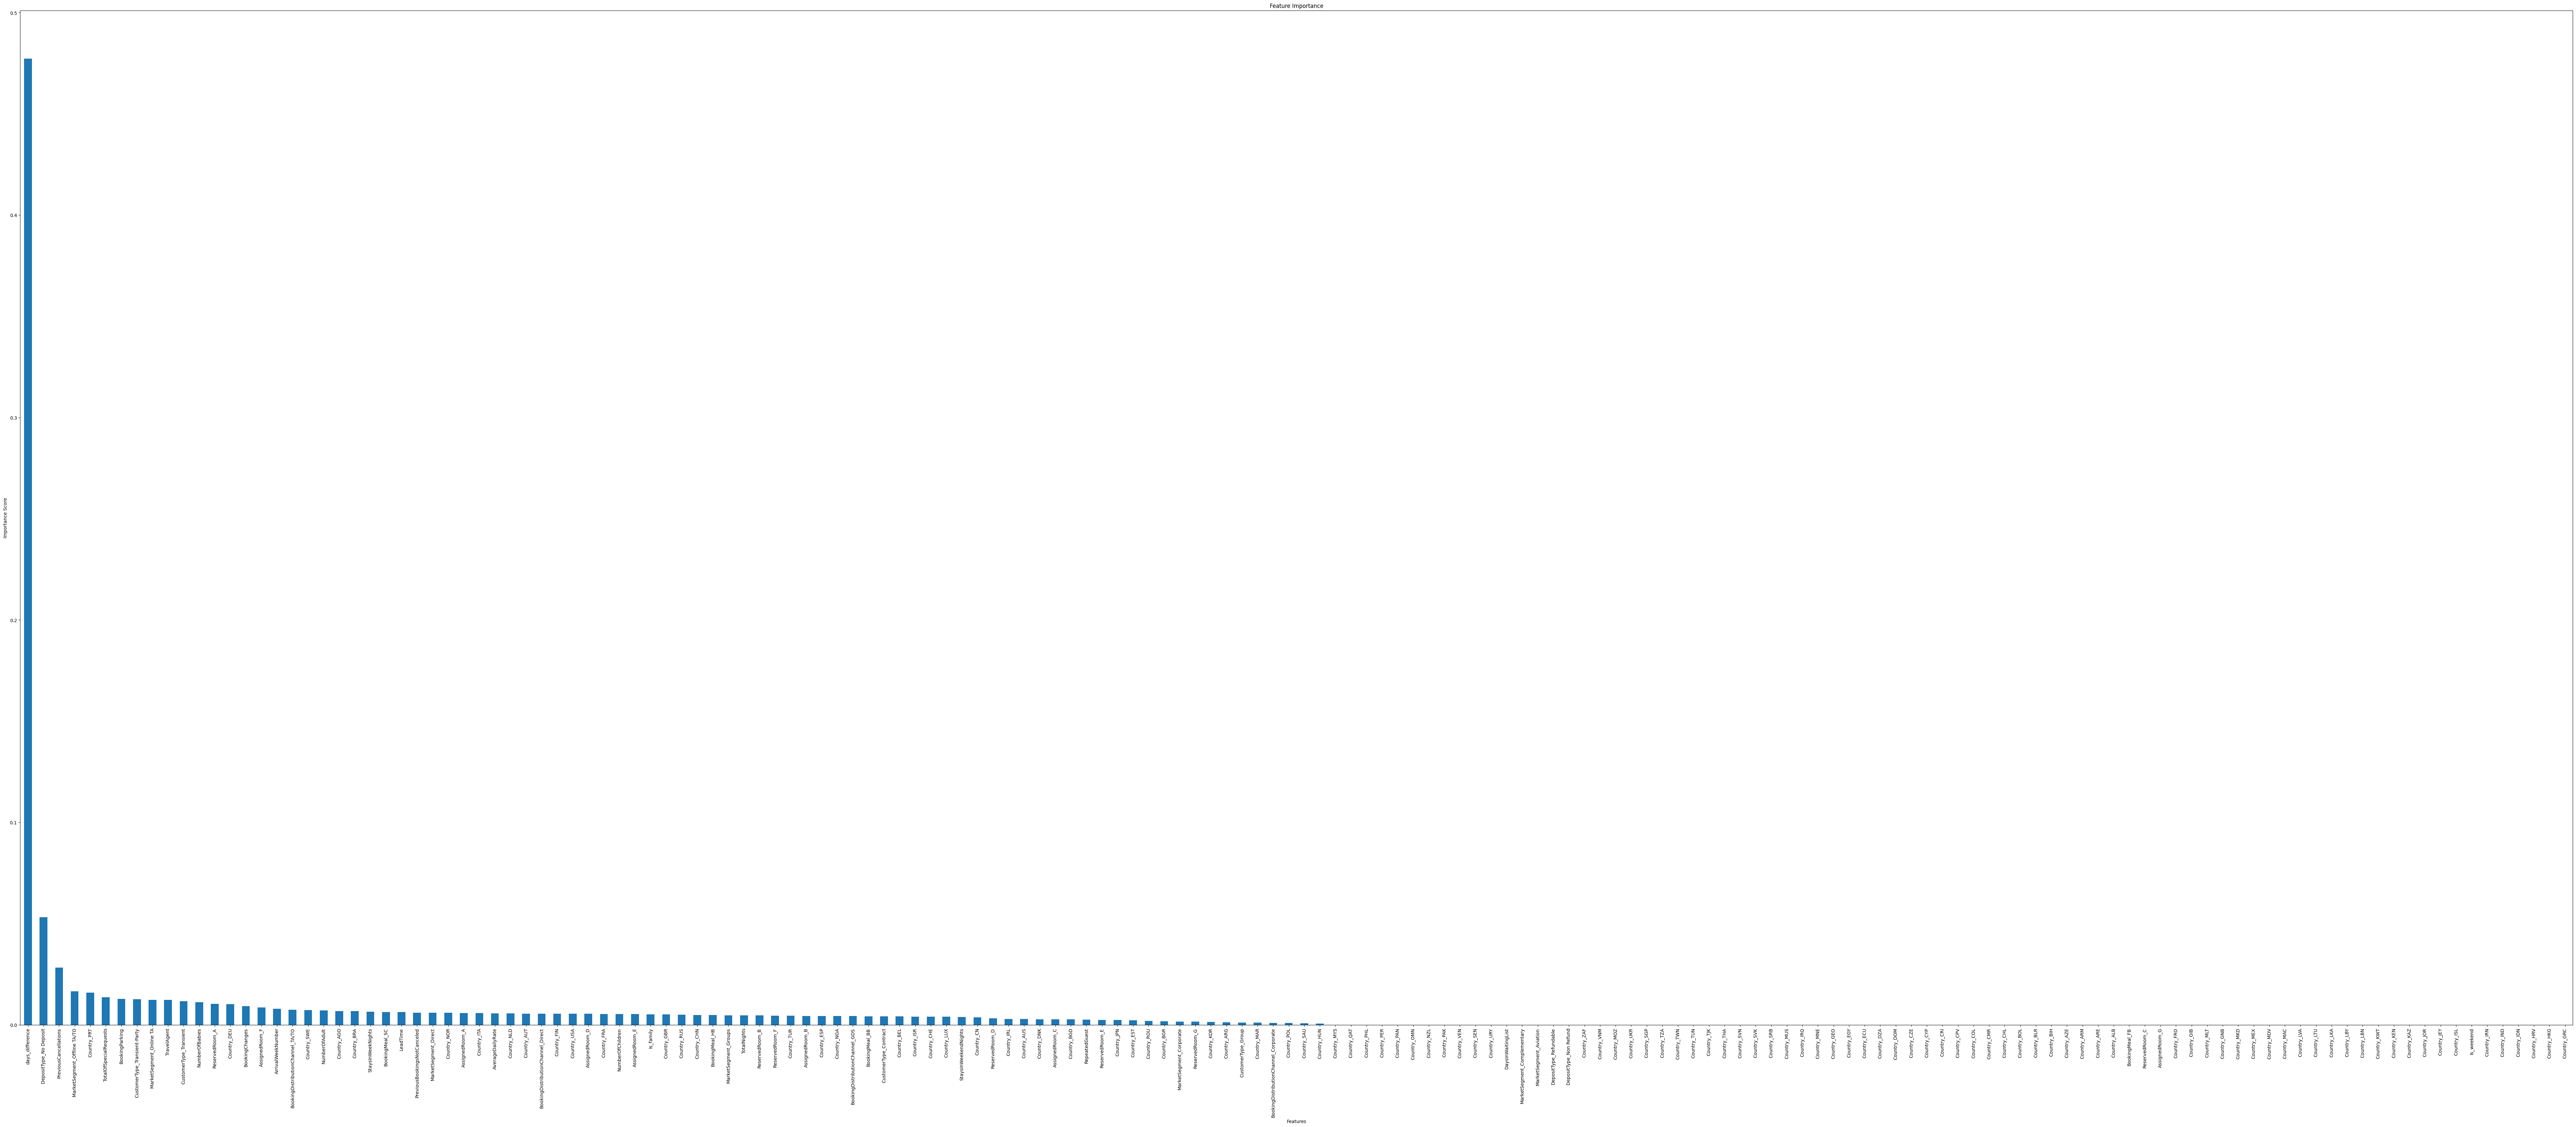 Feature Importance
0.5
0.4
0.3
0.2
0.1
0.0
Importance Score
days_difference
DepositType_No Deposit
PreviousCancellations
MarketSegment_Offline TA/TO
Country_PRT
TotalOfSpecialRequests
BookingParking
CustomerType_Transient-Party
MarketSegment_Online TA
TravelAgent
CustomerType_Transient
NumberOfBabies
ReservedRoom_A
Country_DEU
BookingChanges
AssignedRoom_F
ArrivalWeekNumber
BookingDistributionChannel_TA/TO
Country_SWE
NumberOfAdult
Country_AGO
Country_BRA
StaysinWeekNights
BookingMeal_SC
LeadTime
PreviousBookingsNotCanceled
MarketSegment_Direct
Country_NOR
AssignedRoom_A
Country_ITA
AverageDailyRate
Country_NLD
Country_AUT
BookingDistributionChannel_Direct
Country_FIN
Country_USA
AssignedRoom_D
Country_FRA
NumberOfChildren
AssignedRoom_E
is_family
Country_GBR
Country_RUS
Country_CHN
BookingMeal_HB
MarketSegment_Groups
TotalNights
ReservedRoom_B
ReservedRoom_F
Country_TUR
AssignedRoom_B
Country_ESP
Country_NGA
BookingDistributionChannel_GDS
BookingMeal_BB
CustomerType_Contract
Country_BEL
Country_ISR
Country_CHE
Country_LUX
StaysinWeekendNights
Country_CN
ReservedRoom_D
Country_IRL
Country_AUS
Country_DNK
AssignedRoom_C
Country_BGD
RepeatedGuest
ReservedRoom_E
Country_JPN
Country_EST
Country_ROU
Country_BGR
MarketSegment_Corporate
ReservedRoom_G
Country_KOR
Country_ARG
CustomerType_Group
Country_MAR
BookingDistributionChannel_Corporate
Country_POL
Country_SAU
Country_HUN
Country_MYS
Country_QAT
Country_PHL
Country_PER
Country_PAN
Country_OMN
Country_NZL
Country_PAK
Country_VEN
Country_SEN
Country_URY
DaysInWaitingList
MarketSegment_Complementary
MarketSegment_Aviation
DepositType_Refundable
DepositType_Non Refund
Country_ZAF
Country_VNM
Country_MOZ
Country_UKR
Country_SGP
Country_TZA
Country_TWN
Country_TUN
Country_TJK
Country_THA
Country_SVN
Country_SVK
Country_SRB
Country_MUS
Country_IRQ
Country_MNE
Country_GEO
Country_EGY
Country_ECU
Country_DZA
Country_DOM
Country_CZE
Country_CYP
Country_CRI
Country_CPV
Country_COL
Country_CMR
Country_CHL
Country_BOL
Country_BLR
Country_BIH
Country_AZE
Country_ARM
Country_ARE
Country_ALB
BookingMeal_FB
ReservedRoom_C
AssignedRoom_G
Country_FRO
Country_GIB
Country_MLT
Country_GNB
Country_MKD
Country_MEX
Country_MDV
Country_MAC
Country_LVA
Country_LTU
Country_LKA
Country_LBY
Country_LBN
Country_KWT
Country_KEN
Country_KAZ
Country_JOR
Country_JEY
Country_ISL
is_weekend
Country_IRN
Country_IND
Country_IDN
Country_HRV
Country_HKG
Country_GRC
Features